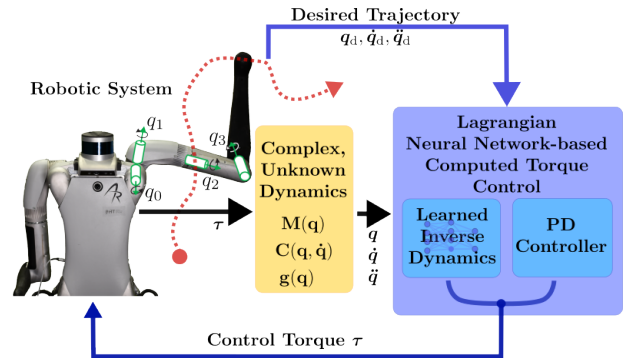 Desired Trajectory
q_d, q̇_d, q̈_d
Robotic System
q_1
q_3
q_2
q_0
AR
τ
Complex,
Unknown
Dynamics
M(q)
C(q, q̇)
g(q)
q
q̇
q̈
Lagrangian
Neural Network-based
Computed Torque
Control
Learned
Inverse
Dynamics
PD
Controller
Control Torque τ